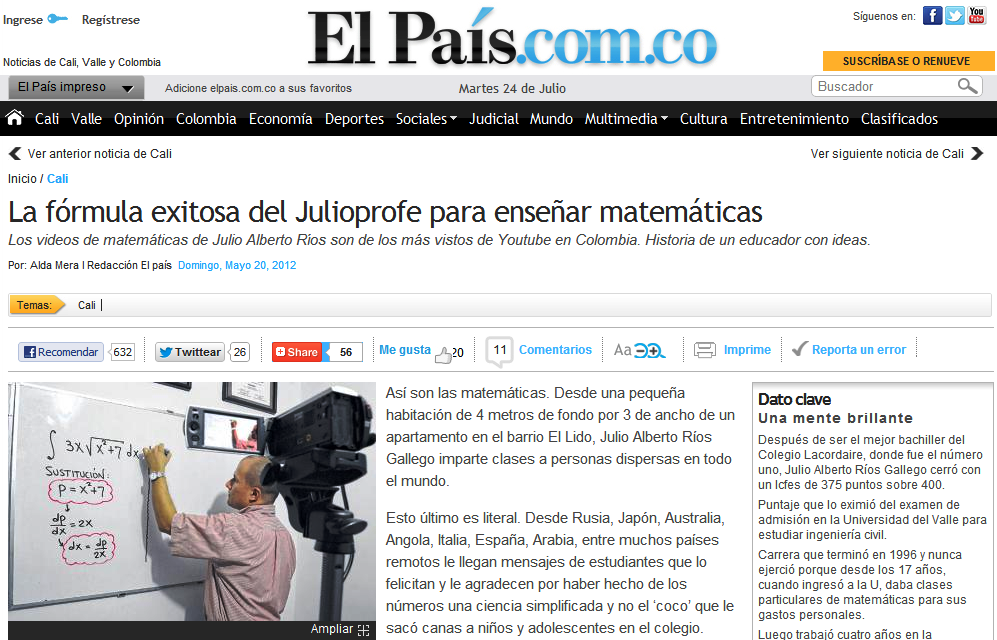 Ingrese
Regístrese
El País.com.co
Síguenos en:
f
You Tube
Noticias de Cali, Valle y Colombia
SUSCRÍBASE O RENUEVE
El País impreso
Adicione elpais.com.co a sus favoritos
Martes 24 de Julio
Buscador
Cali Valle Opinión Colombia Economía Deportes Sociales Judicial Mundo Multimedia Cultura Entretenimiento Clasificados
Ver anterior noticia de Cali
Ver siguiente noticia de Cali
Inicio / Cali
La fórmula exitosa del Julioprofe para enseñar matemáticas
Los videos de matemáticas de Julio Alberto Ríos son de los más vistos de Youtube en Colombia. Historia de un educador con ideas.
Por: Alda Mera l Redacción El país Domingo, Mayo 20, 2012
Temas: Cali |
Recomendar 632
Twittear 26
Share 56
Me gusta 20
11 Comentarios
Aa
Imprime
Reporta un error
∫ 3x√x²+7 dx
SUSTITUCIÓN:
P = x²+7
dp/dx = 2x
dx = dp/2x
Ampliar
Así son las matemáticas. Desde una pequeña
habitación de 4 metros de fondo por 3 de ancho de un
apartamento en el barrio El Lido, Julio Alberto Ríos
Gallego imparte clases a personas dispersas en todo
el mundo.
Esto último es literal. Desde Rusia, Japón, Australia,
Angola, Italia, España, Arabia, entre muchos países
remotos le llegan mensajes de estudiantes que lo
felicitan y le agradecen por haber hecho de los
números una ciencia simplificada y no el ‘coco’ que le
sacó canas a niños y adolescentes en el colegio.
Dato clave
Una mente brillante
Después de ser el mejor bachiller del
Colegio Lacordaire, donde fue el número
uno, Julio Alberto Ríos Gallego cerró con
un Icfes de 375 puntos sobre 400.
Puntaje que lo eximió del examen de
admisión en la Universidad del Valle para
estudiar ingeniería civil.
Carrera que terminó en 1996 y nunca
ejerció porque desde los 17 años,
cuando ingresó a la U, daba clases
particulares de matemáticas para sus
gastos personales.
Luego trabajó cuatro años en la